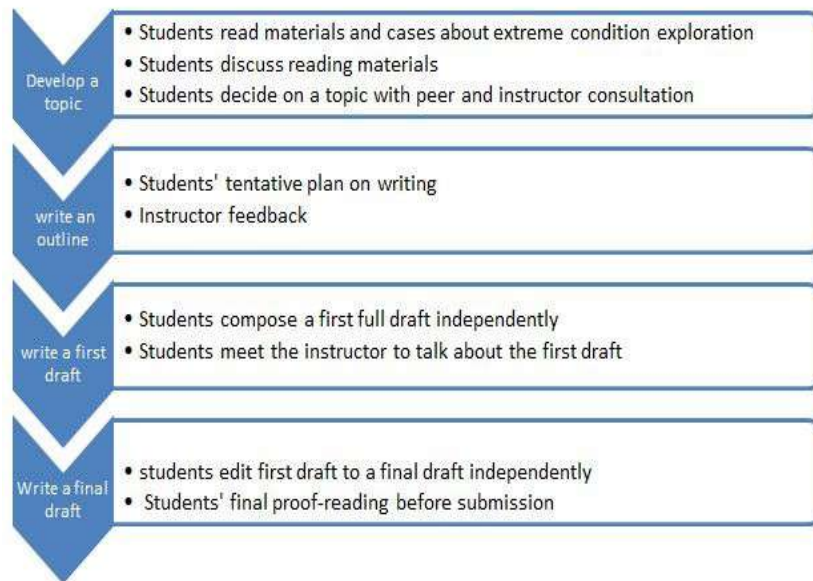 Develop a
topic
• Students read materials and cases about extreme condition exploration
• Students discuss reading materials
• Students decide on a topic with peer and instructor consultation
write an
outline
• Students' tentative plan on writing
• Instructor feedback
write a first
draft
• Students compose a first full draft independently
• Students meet the instructor to talk about the first draft
Write a final
draft
• students edit first draft to a final draft independently
• Students' final proof-reading before submission